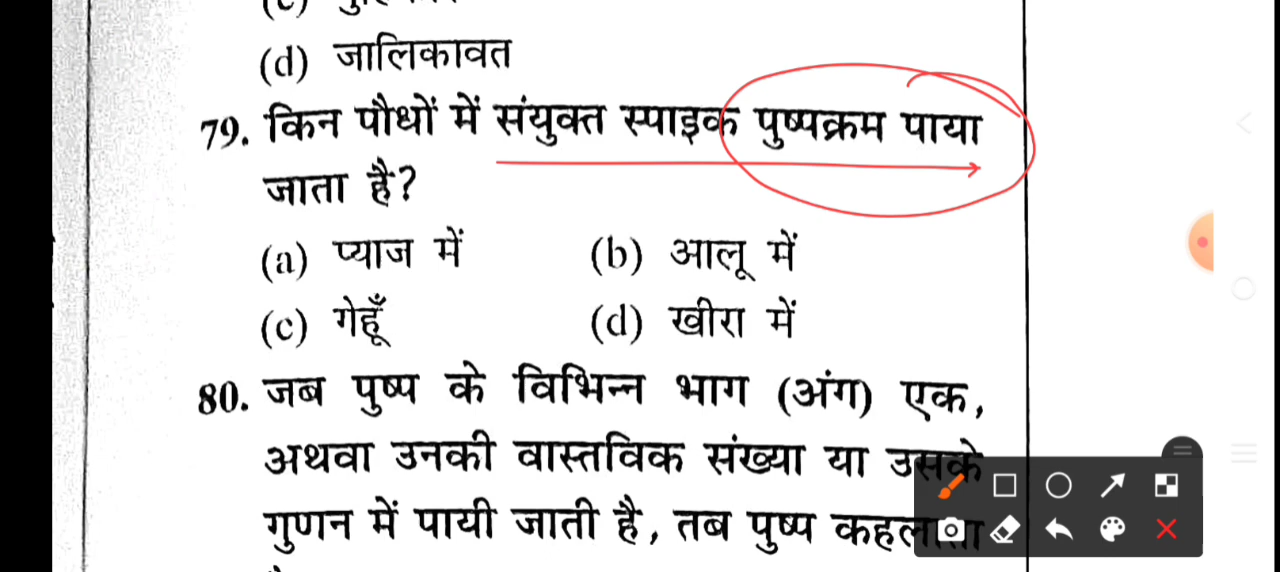 (d) जालिकावत
79. किन पौधों में संयुक्त स्पाइक पुष्पक्रम पाया
जाता है?
(a) प्याज में (b) आलू में
(c) गेहूँ (d) खीरा में
80. जब पुष्प के विभिन्न भाग (अंग) एक,
अथवा उनकी वास्तविक संख्या या उसके
गुणन में पायी जाती है, तब पुष्प कहलाता